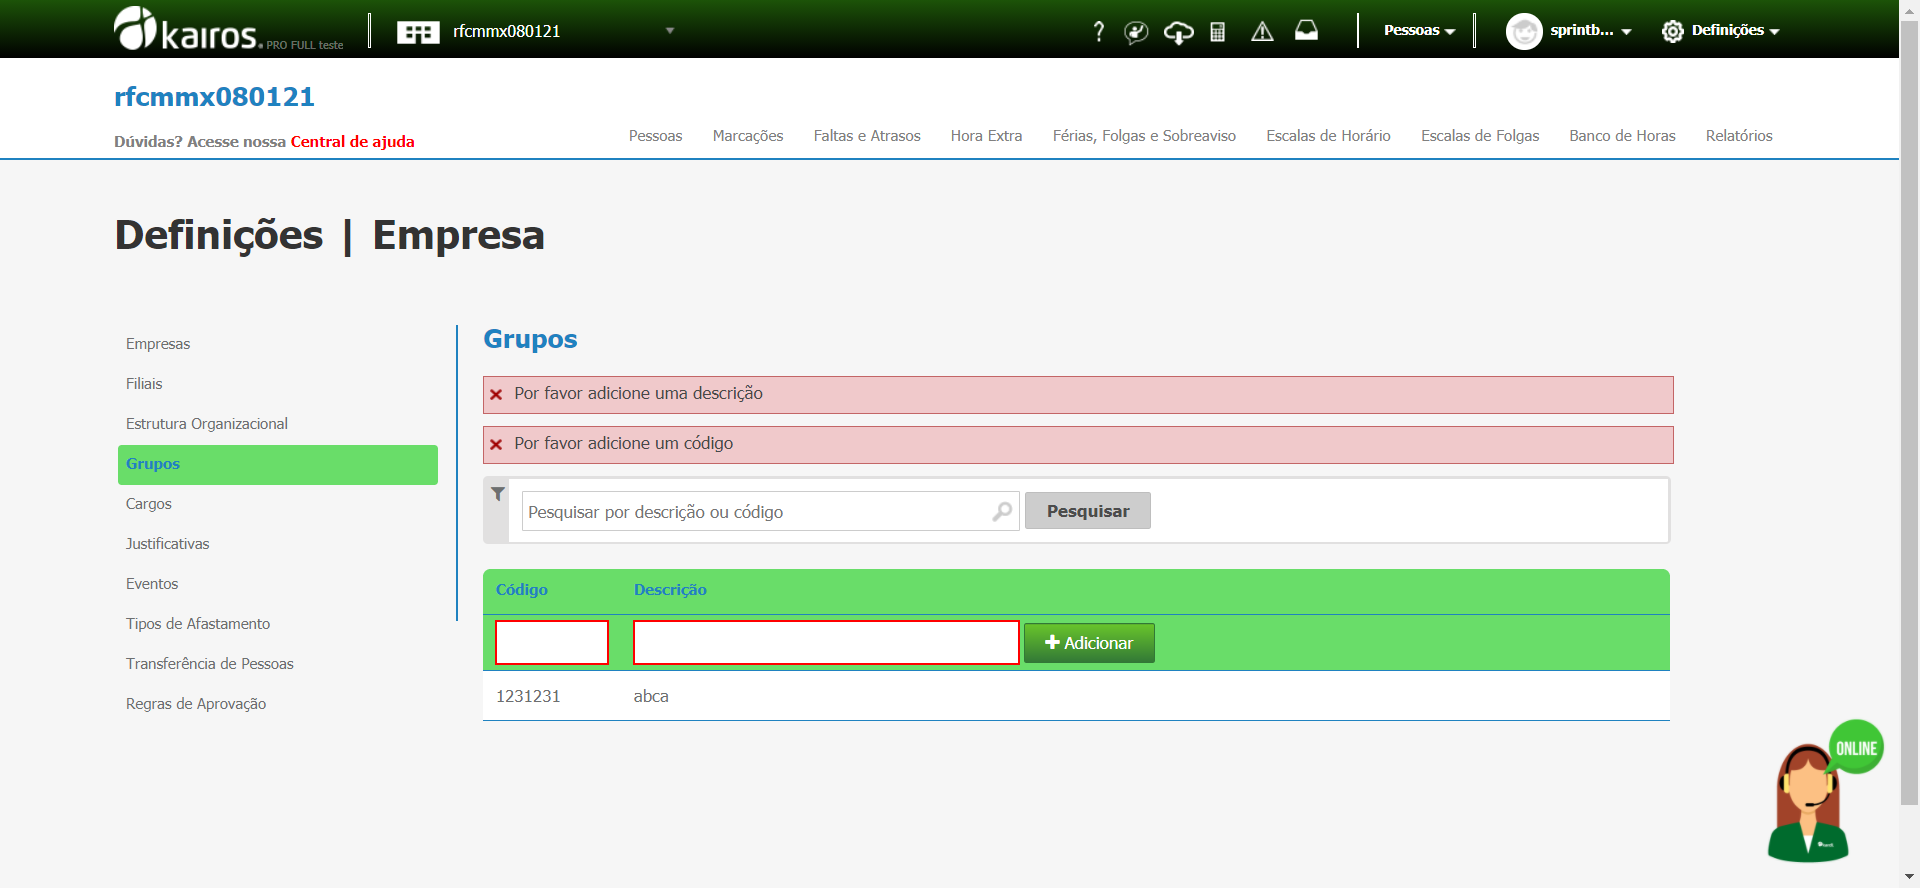 kairos. PRO FULL teste
rfcmmx080121
?
Pessoas
sprintb...
Definições
rfcmmx080121
Dúvidas? Acesse nossa Central de ajuda
Pessoas
Marcações
Faltas e Atrasos
Hora Extra
Férias, Folgas e Sobreaviso
Escalas de Horário
Escalas de Folgas
Banco de Horas
Relatórios
Definições | Empresa
Empresas
Filiais
Estrutura Organizacional
Grupos
Cargos
Justificativas
Eventos
Tipos de Afastamento
Transferência de Pessoas
Regras de Aprovação
Grupos
Por favor adicione uma descrição
Por favor adicione um código
Pesquisar por descrição ou código
Pesquisar
Código
Descrição
Adicionar
1231231
abca
ONLINE